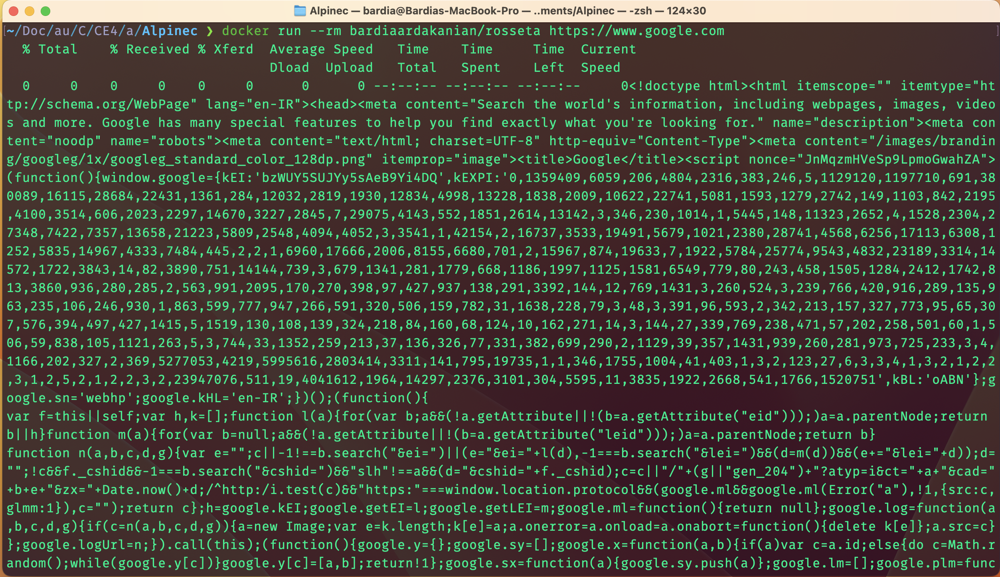 Alpinec — bardia@Bardias-MacBook-Pro — ..ments/Alpinec — -zsh — 124×30
[~/Doc/au/C/CE4/a/Alpinec ❯ docker run --rm bardiaardakanian/rosseta https://www.google.com ]
  % Total    % Received % Xferd  Average Speed   Time    Time     Time  Current
                                 Dload  Upload   Total   Spent    Left  Speed
  0     0    0     0    0     0      0      0 --:--:-- --:--:-- --:--:--     0<!doctype html><html itemscope="" itemtype="ht
tp://schema.org/WebPage" lang="en-IR"><head><meta content="Search the world's information, including webpages, images, video
s and more. Google has many special features to help you find exactly what you're looking for." name="description"><meta con
tent="noodp" name="robots"><meta content="text/html; charset=UTF-8" http-equiv="Content-Type"><meta content="/images/brandin
g/googleg/1x/googleg_standard_color_128dp.png" itemprop="image"><title>Google</title><script nonce="JnMqzmHVeSp9LpmoGwahZA">
(function(){window.google={kEI:'bzWUY5SUJYy5sAeB9Yi4DQ',kEXPI:'0,1359409,6059,206,4804,2316,383,246,5,1129120,1197710,691,38
0089,16115,28684,22431,1361,284,12032,2819,1930,12834,4998,13228,1838,2009,10622,22741,5081,1593,1279,2742,149,1103,842,2195
,4100,3514,606,2023,2297,14670,3227,2845,7,29075,4143,552,1851,2614,13142,3,346,230,1014,1,5445,148,11323,2652,4,1528,2304,2
7348,7422,7357,13658,21223,5809,2548,4094,4052,3,3541,1,42154,2,16737,3533,19491,5679,1021,2380,28741,4568,6256,17113,6308,1
252,5835,14967,4333,7484,445,2,2,1,6960,17666,2006,8155,6680,701,2,15967,874,19633,7,1922,5784,25774,9543,4832,23189,3314,14
572,1722,3843,14,82,3890,751,14144,739,3,679,1341,281,1779,668,1186,1997,1125,1581,6549,779,80,243,458,1505,1284,2412,1742,8
13,3860,936,280,285,2,563,991,2095,170,270,398,97,427,937,138,291,3392,144,12,769,1431,3,260,524,3,239,766,420,916,289,135,9
63,235,106,246,930,1,863,599,777,947,266,591,320,506,159,782,31,1638,228,79,3,48,3,391,96,593,2,342,213,157,327,773,95,65,30
7,576,394,497,427,1415,5,1519,130,108,139,324,218,84,160,68,124,10,162,271,14,3,144,27,339,769,238,471,57,202,258,501,60,1,5
06,59,838,105,1121,263,5,3,744,33,1352,259,213,37,136,326,77,331,382,699,290,2,1129,39,357,1431,939,260,281,973,725,233,3,4,
1166,202,327,2,369,5277053,4219,5995616,2803414,3311,141,795,19735,1,1,346,1755,1004,41,403,1,3,2,123,27,6,3,3,4,1,3,2,1,2,2
,3,1,2,5,2,1,2,2,3,2,23947076,511,19,4041612,1964,14297,2376,3101,304,5595,11,3835,1922,2668,541,1766,1520751',kBL:'oABN'};g
oogle.sn='webhp';google.kHL='en-IR';})();(function(){
var f=this||self;var h,k=[];function l(a){for(var b;a&&(!a.getAttribute||!(b=a.getAttribute("eid")));)a=a.parentNode;return
b||h}function m(a){for(var b=null;a&&(!a.getAttribute||!(b=a.getAttribute("leid")));)a=a.parentNode;return b}
function n(a,b,c,d,g){var e="";c||-1!==b.search("&ei=")||(e="&ei="+l(d),-1===b.search("&lei=")&&(d=m(d))&&(e+="&lei="+d));d=
"";!c&&f._cshid&&-1===b.search("&cshid=")&&"slh"!==a&&(d="&cshid="+f._cshid);c=c||"/"+(g||"gen_204")+"?atyp=i&ct="+a+"&cad="
+b+e+"&zx="+Date.now()+d;/^http:/i.test(c)&&"https:"===window.location.protocol&&(google.ml&&google.ml(Error("a"),!1,{src:c,
glmm:1}),c="");return c};h=google.kEI;google.getEI=l;google.getLEI=m;google.ml=function(){return null};google.log=function(a
,b,c,d,g){if(c=n(a,b,c,d,g)){a=new Image;var e=k.length;k[e]=a;a.onerror=a.onload=a.onabort=function(){delete k[e]};a.src=c}
};google.logUrl=n;}).call(this);(function(){google.y={};google.sy=[];google.x=function(a,b){if(a)var c=a.id;else{do c=Math.r
andom();while(google.y[c])}google.y[c]=[a,b];return!1};google.sx=function(a){google.sy.push(a)};google.lm=[];google.plm=func